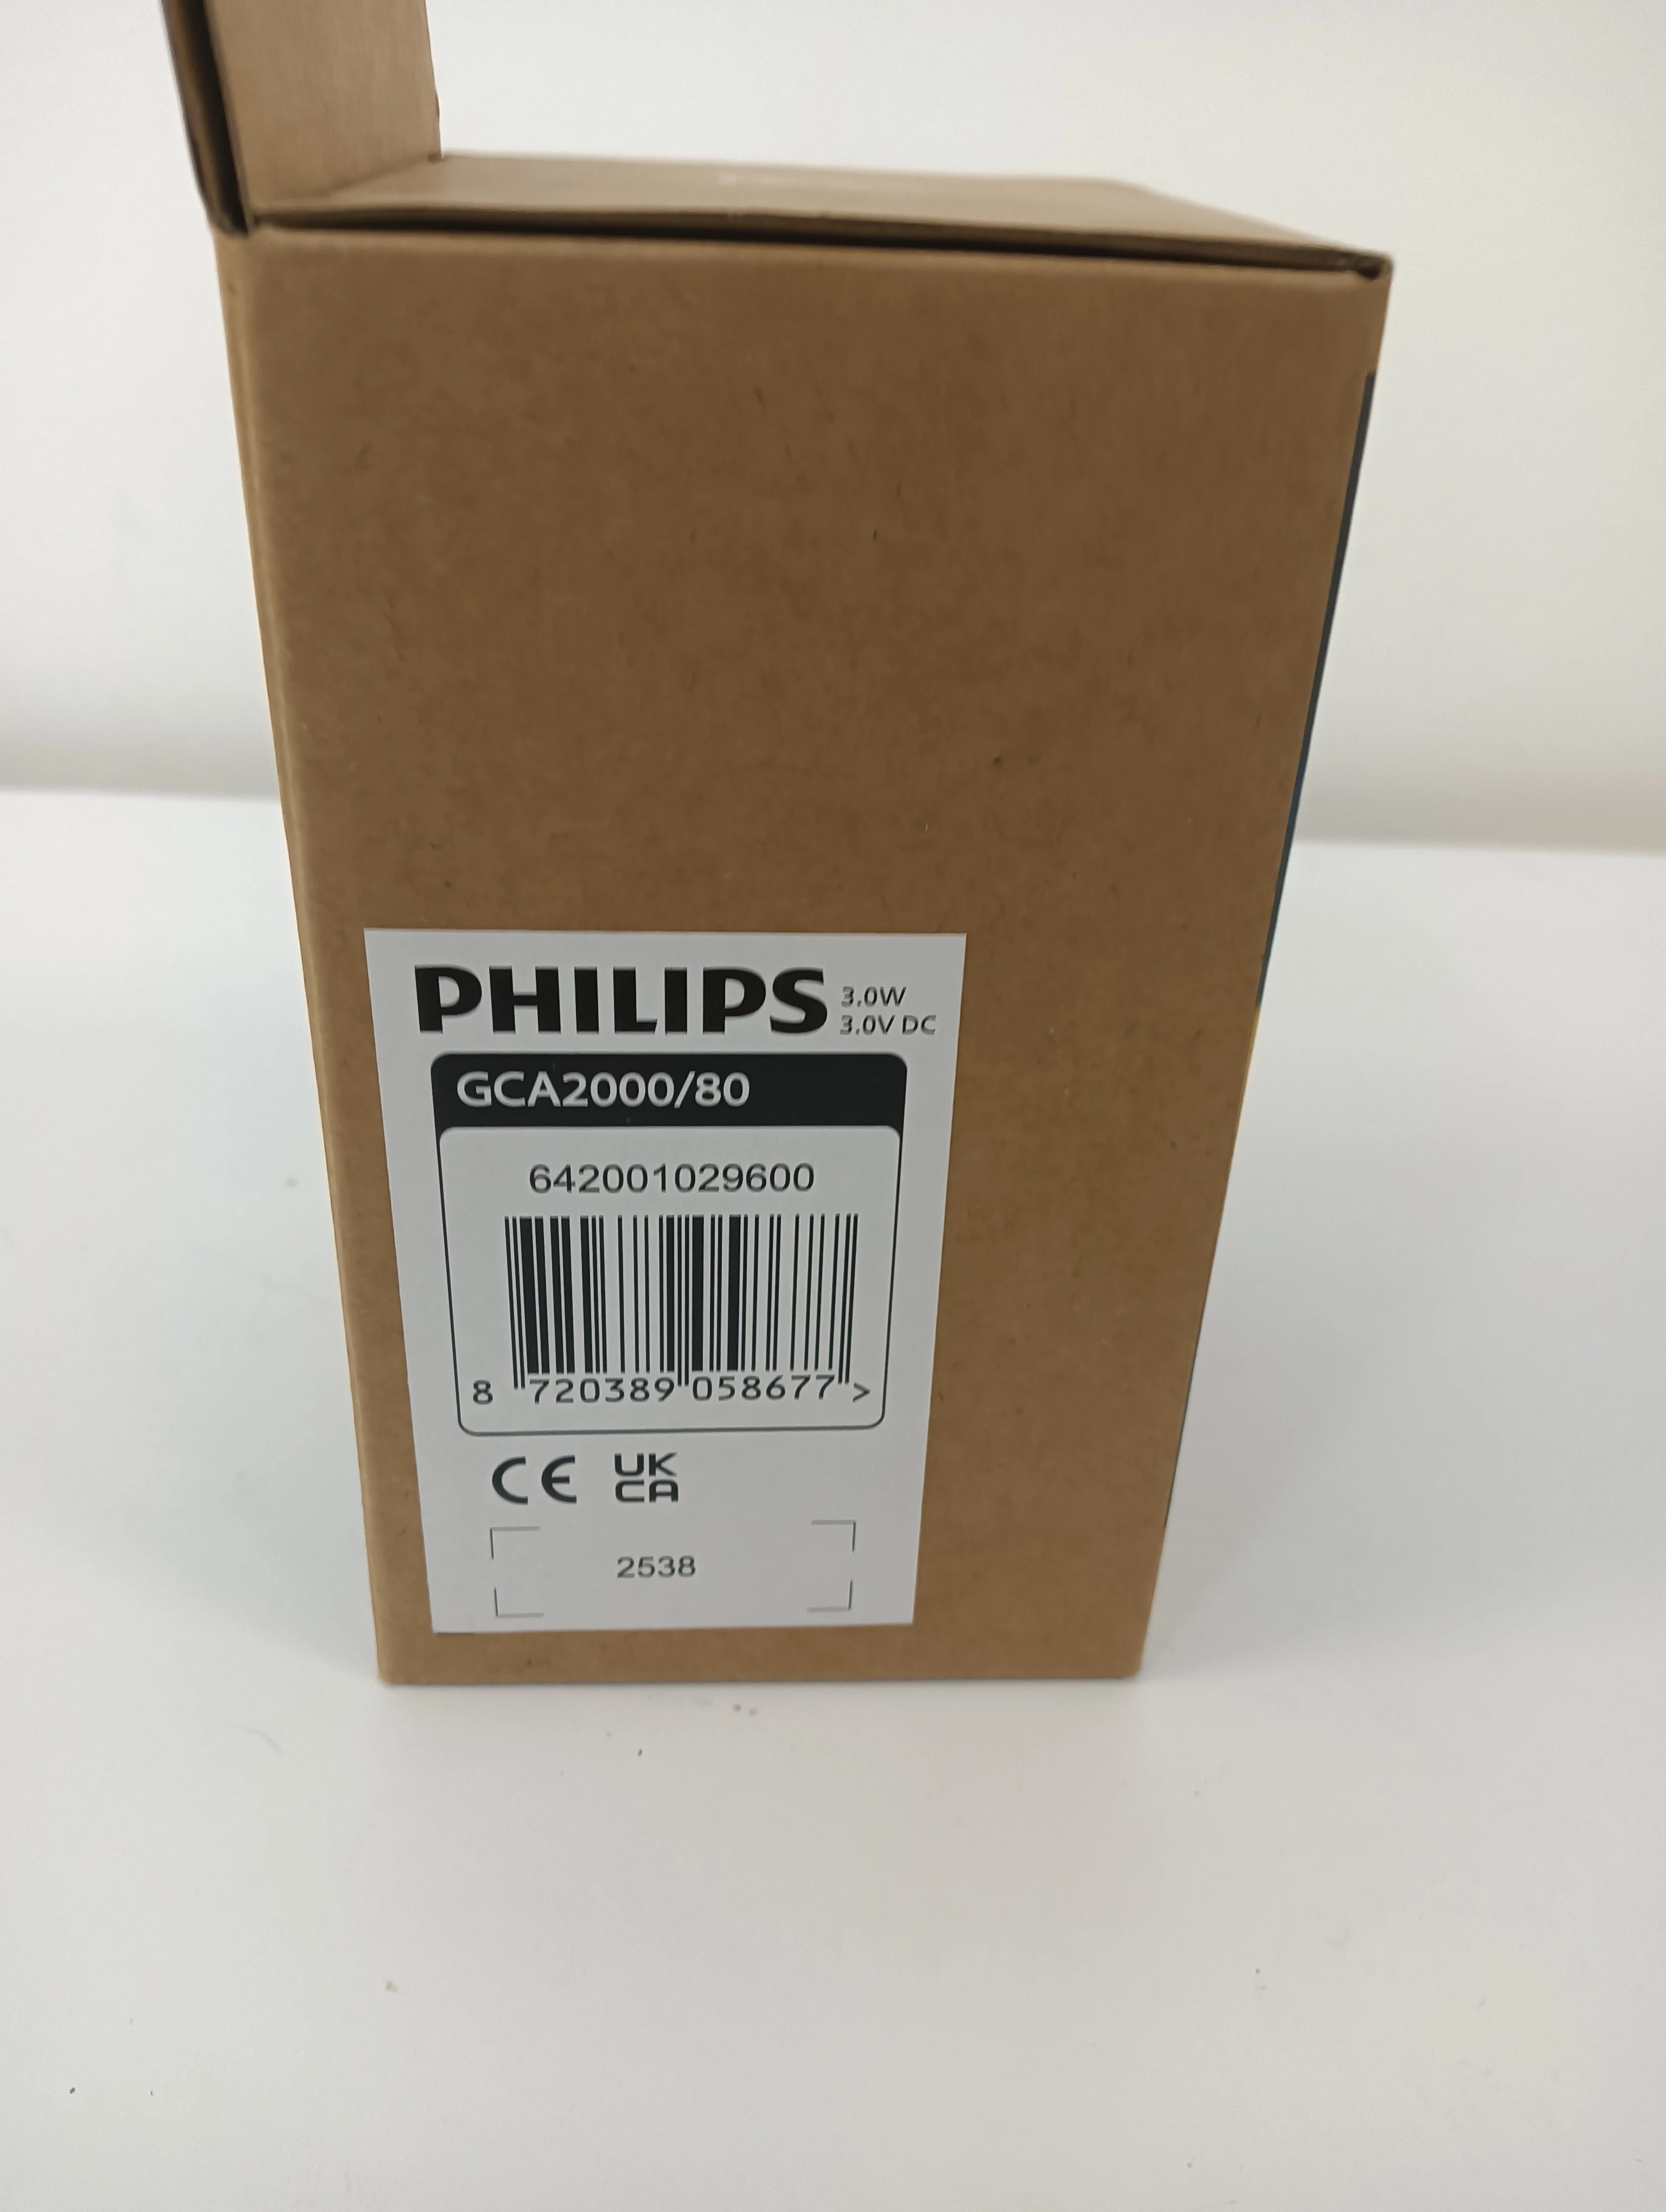 PHILIPS 3.0W
3.0V DC
GCA2000/80
642001029600
8 720389 058677 >
CE UK
CA
2538